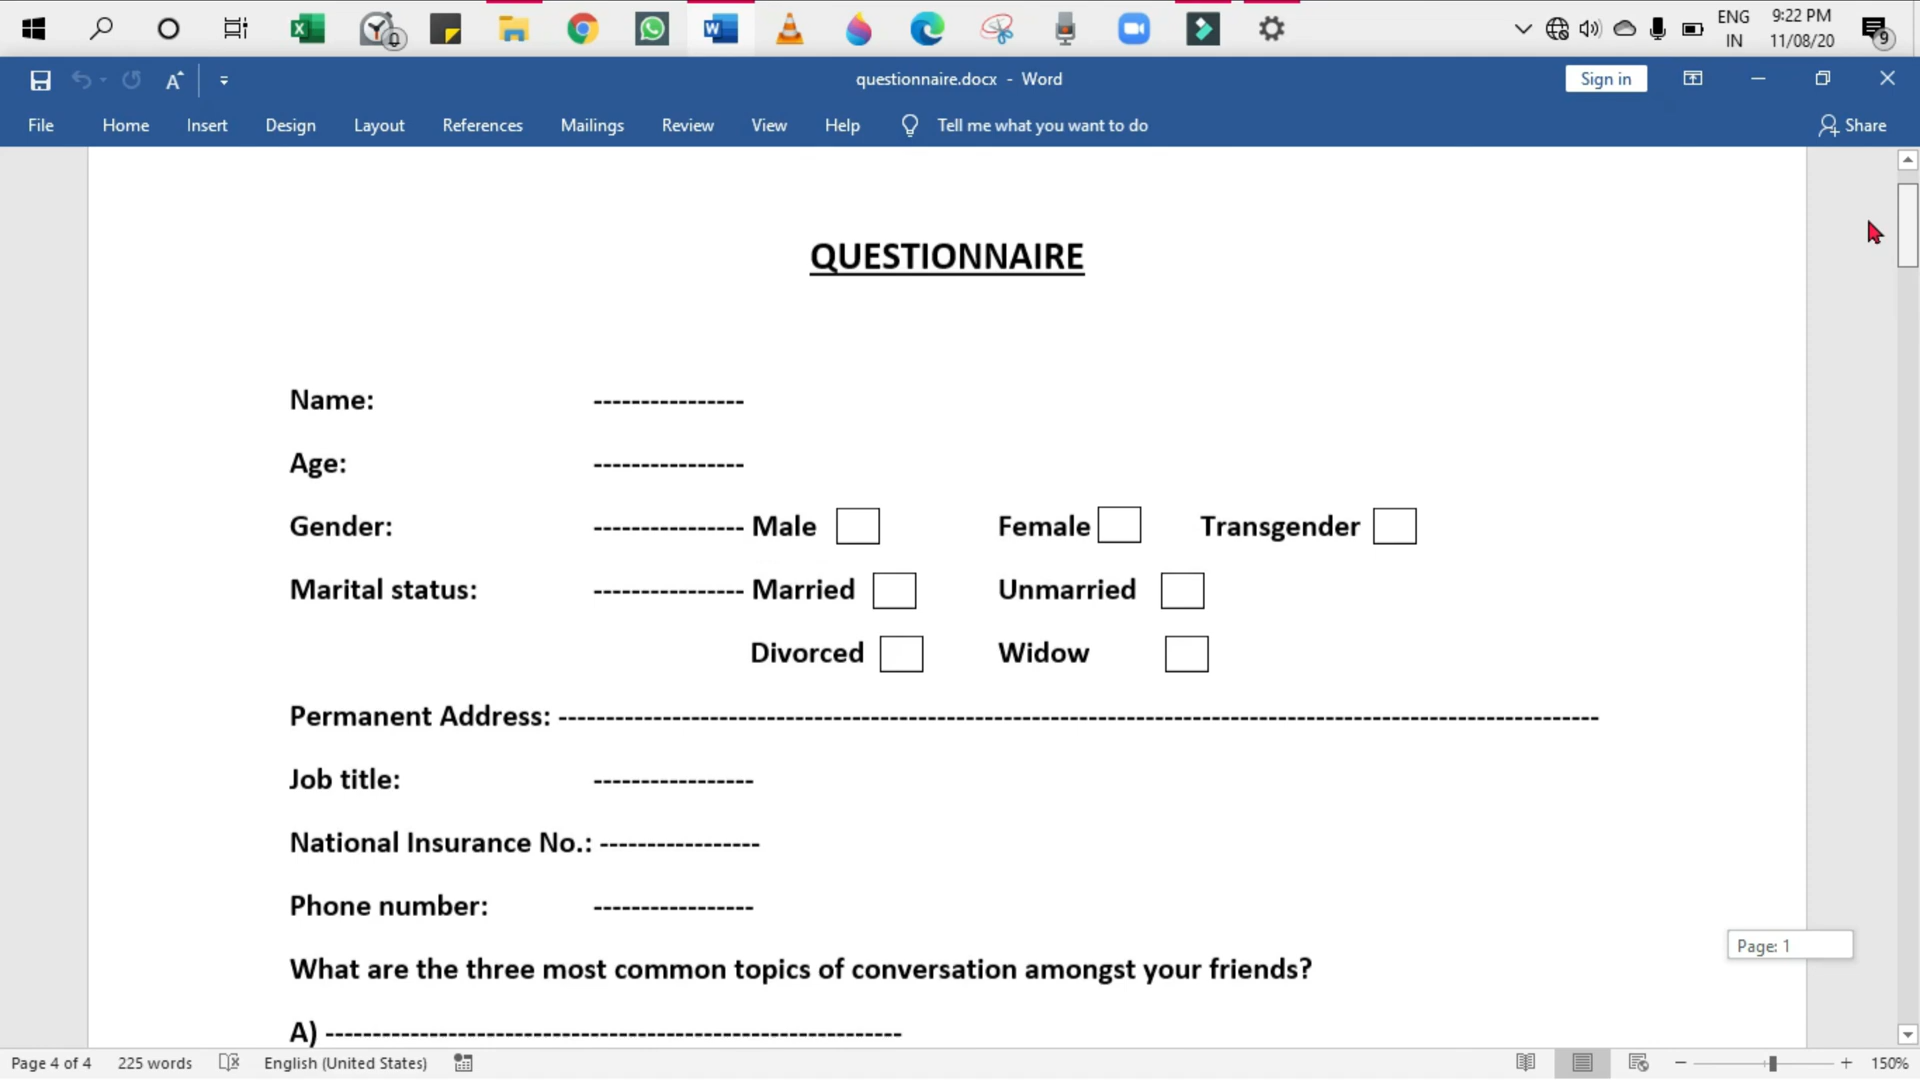 ENG
IN
9:22 PM
11/08/20
9
questionnaire.docx - Word
Sign in
File Home Insert Design Layout References Mailings Review View Help Tell me what you want to do Share
QUESTIONNAIRE
Name: ----------------
Age: ----------------
Gender: ---------------- Male Female Transgender
Marital status: ---------------- Married Unmarried
Divorced Widow
Permanent Address: ---------------------------------------------------------------------------------------------------------------
Job title: -----------------
National Insurance No.: -----------------
Phone number: -----------------
What are the three most common topics of conversation amongst your friends?
Page: 1
A) -------------------------------------------------------------
Page 4 of 4 225 words English (United States) 150%